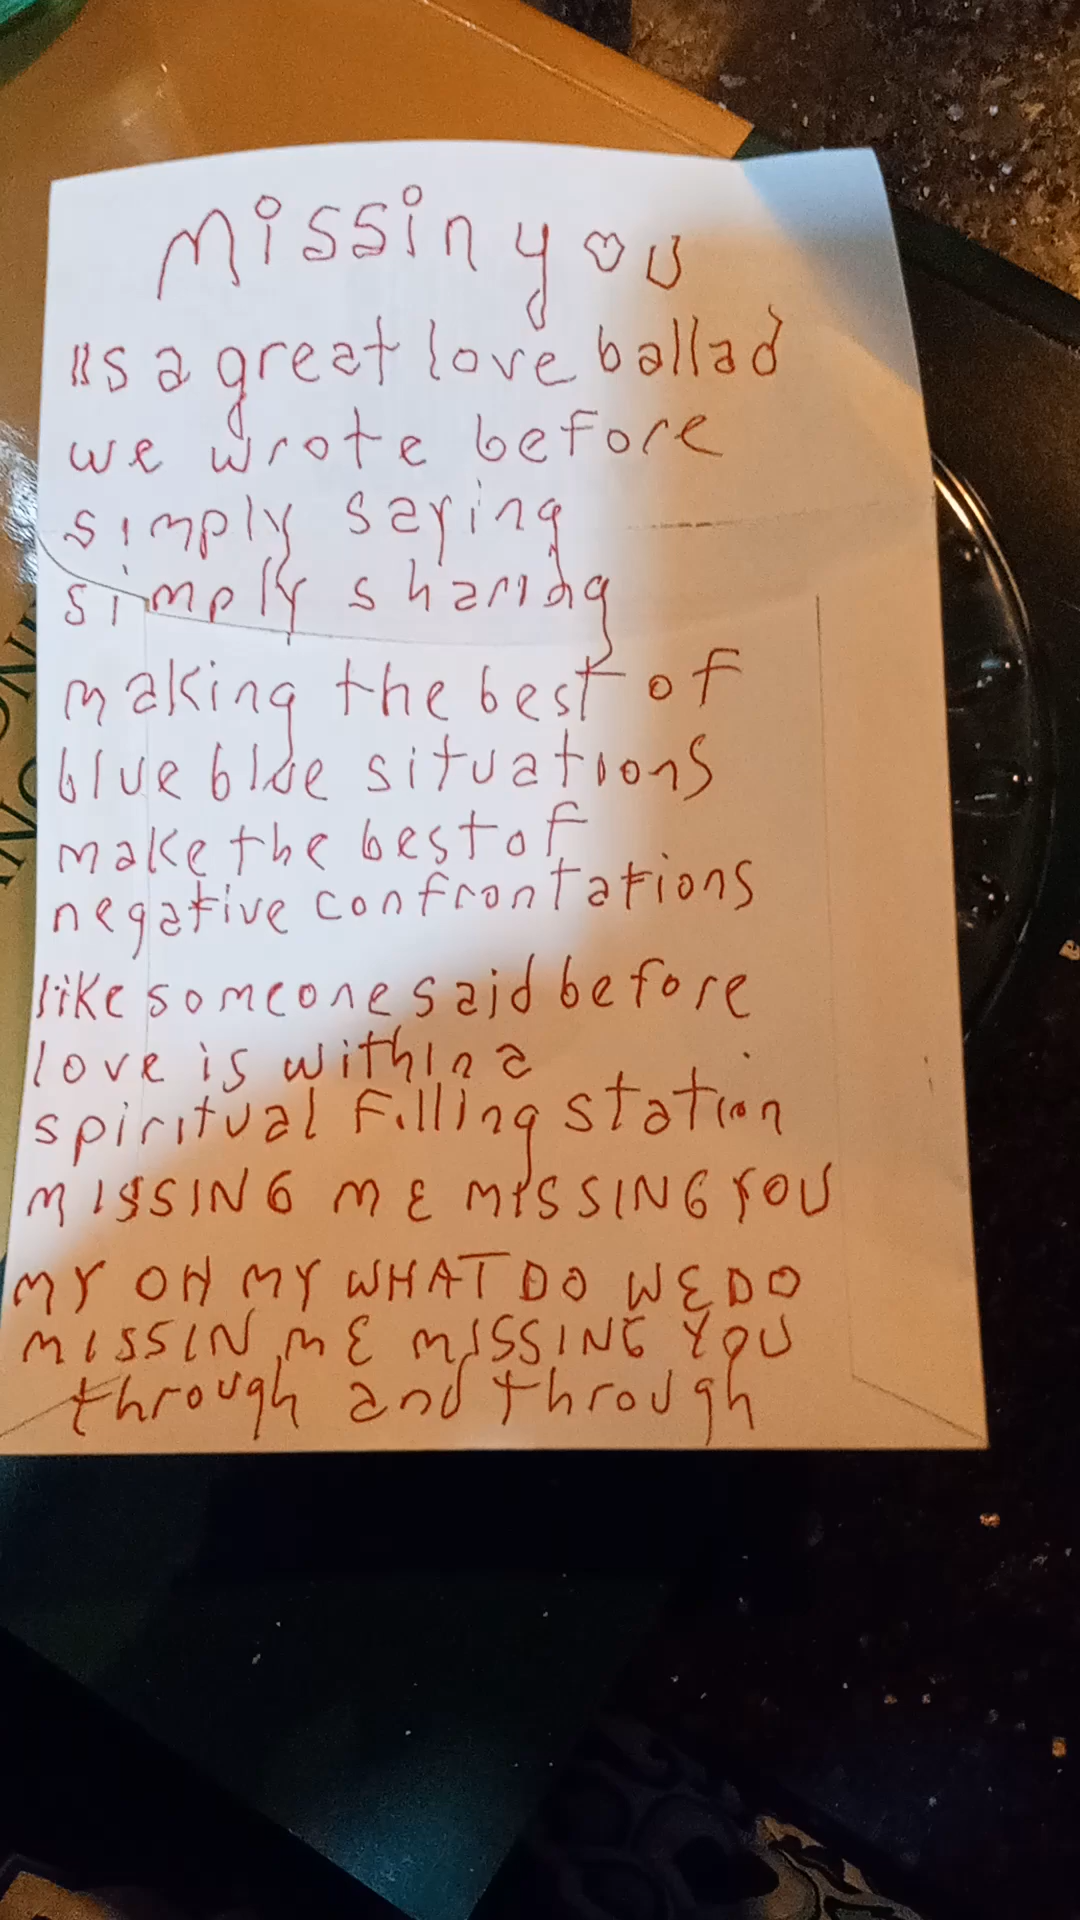 Missin you
is a great love ballad
we wrote before
simply saying
simply sharing
making the best of
blue blue situations
make the best of
negative confrontations
like someone said before
love is within a
spiritual filling station
MISSING ME MISSING YOU
MY OH MY WHAT DO WE DO
MISSIN ME MISSING YOU
through and through